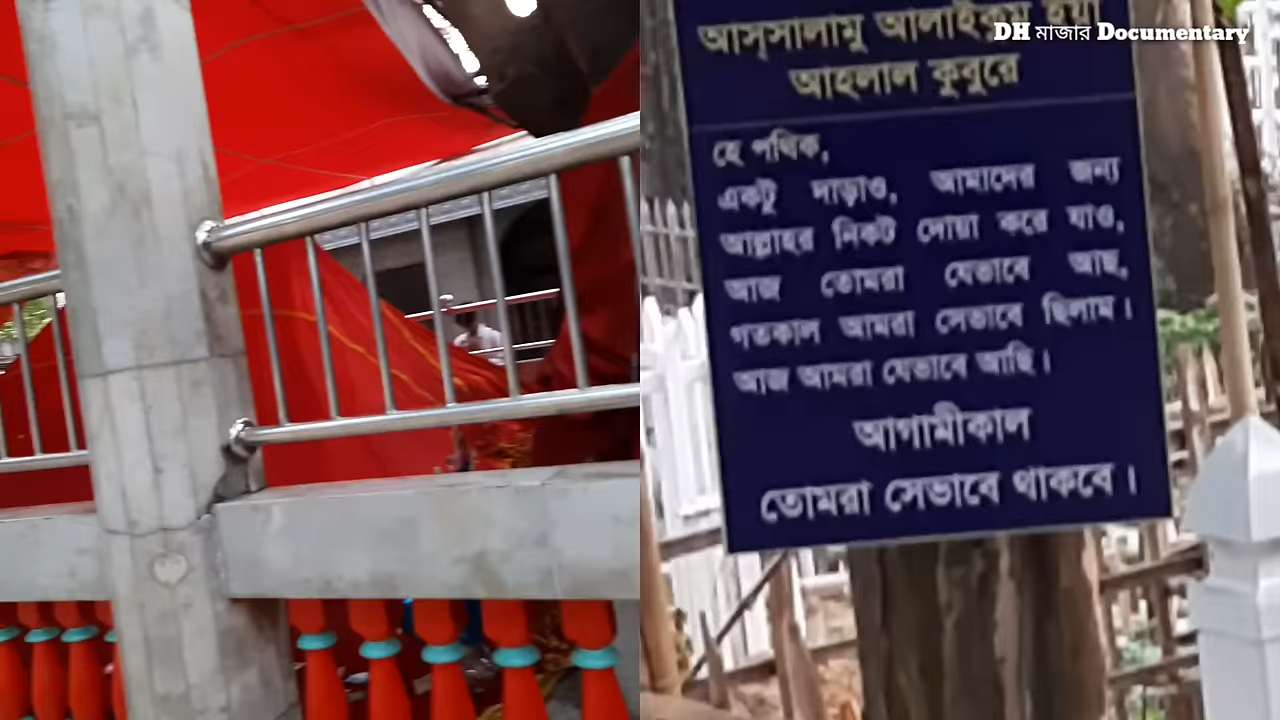 DH মাজার Documentary
আস্সালামু আলাইকুম ইয়া
আহলাল কুবুরে
হে পথিক,
একটু দাড়াও, আমাদের জন্য
আল্লাহর নিকট দোয়া করে যাও,
আজ তোমরা যেভাবে আছ,
গতকাল আমরা সেভাবে ছিলাম।
আজ আমরা যেভাবে আছি।
আগামীকাল
তোমরা সেভাবে থাকবে।